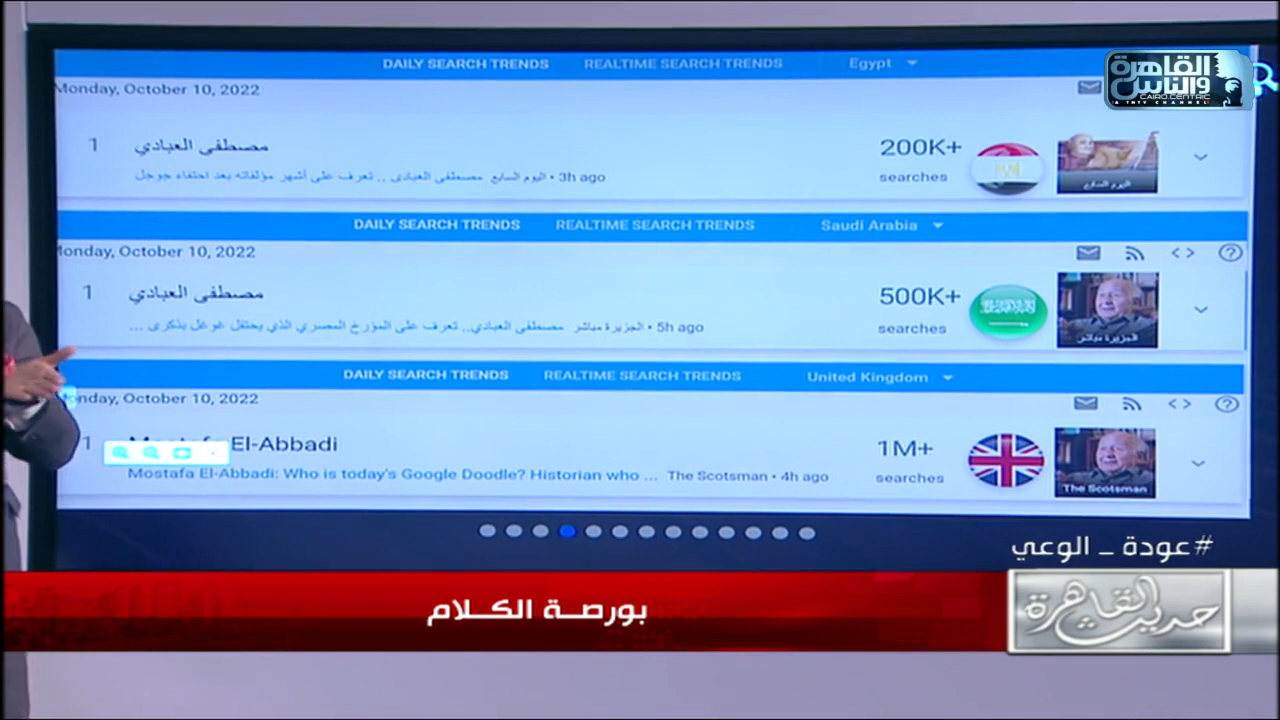 القاهرة
والناس
CAIRO.CENTRIC
A TNTV CHANNEL
DAILY SEARCH TRENDS REALTIME SEARCH TRENDS Egypt
Monday, October 10, 2022
1 مصطفى العبادي 200K+
searches
مصطفى العبادى .. تعرف على أشهر مؤلفاته بعد احتفاء جوجل اليوم السابع • 3h ago
اليوم السابع
DAILY SEARCH TRENDS REALTIME SEARCH TRENDS Saudi Arabia
Monday, October 10, 2022
1 مصطفى العبادي 500K+
searches
مصطفى العبادي.. تعرف على المؤرخ المصري الذي يحتفل غوغل بذكرى ... الجزيرة مباشر • 5h ago
الجزيرة مباشر
DAILY SEARCH TRENDS REALTIME SEARCH TRENDS United Kingdom
Monday, October 10, 2022
1 Mostafa El-Abbadi 1M+
searches
Mostafa El-Abbadi: Who is today's Google Doodle? Historian who ... The Scotsman • 4h ago
The Scotsman
#عودة_الوعي
بورصة الكلام
حديث القاهرة